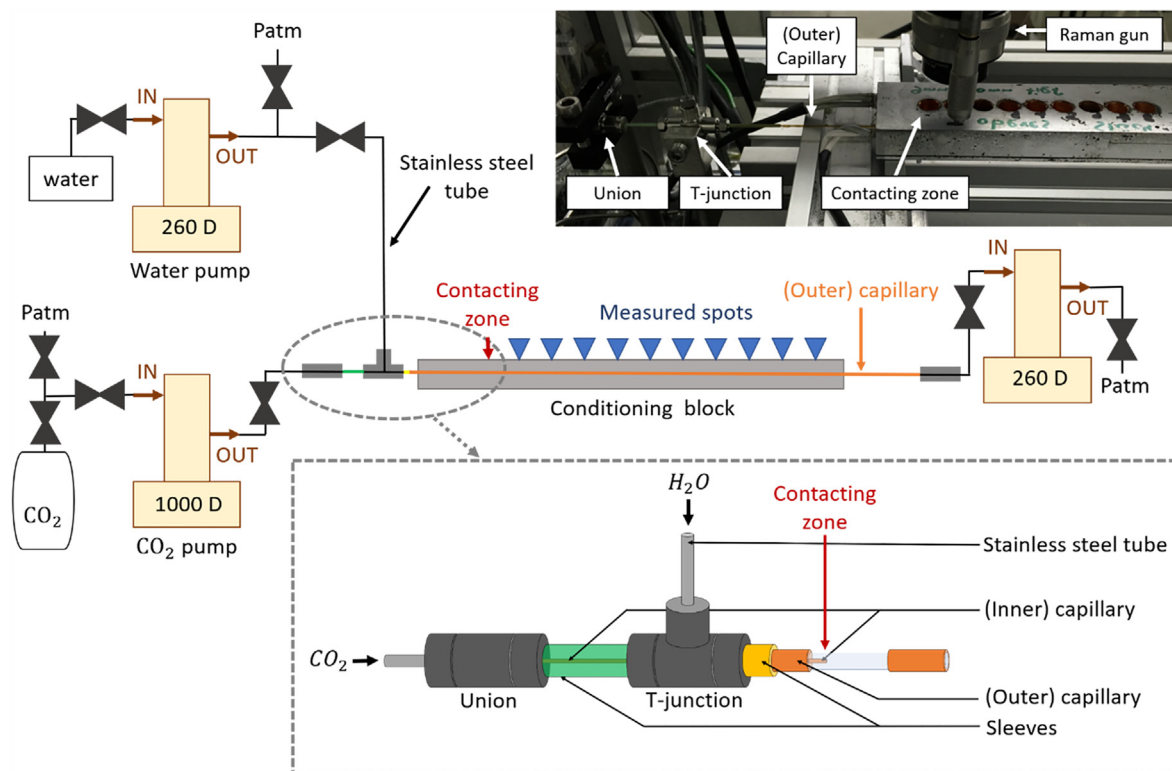 Patm
IN
OUT
water
260 D
Water pump
Stainless steel
tube
(Outer)
Capillary
Raman gun
Union
T-junction
Contacting zone
Patm
IN
OUT
CO₂
1000 D
CO₂ pump
Contacting
zone
Measured spots
(Outer) capillary
Conditioning block
IN
OUT
260 D
Patm
H₂O
Contacting
zone
Stainless steel tube
(Inner) capillary
CO₂
Union
T-junction
(Outer) capillary
Sleeves